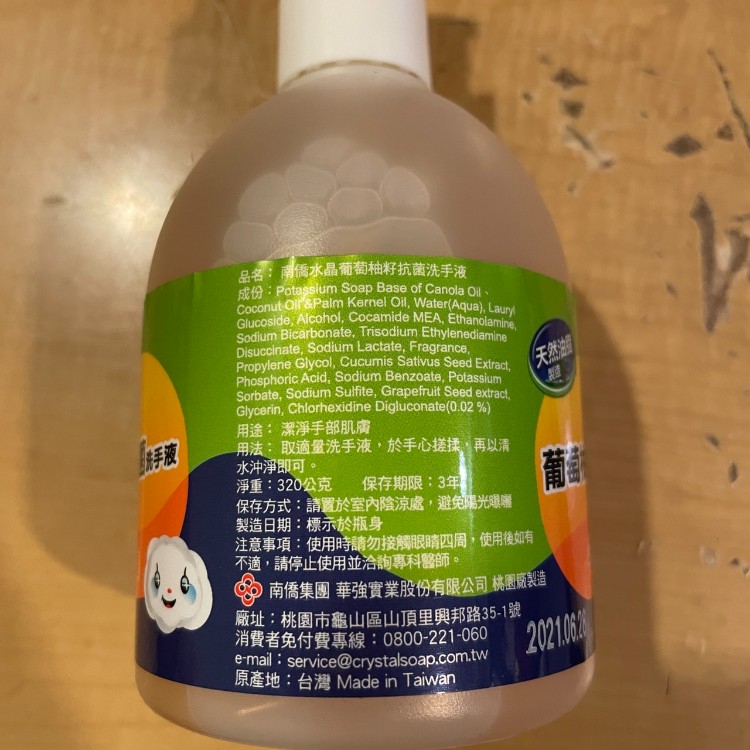 品名：南僑水晶葡萄柚籽抗菌洗手液
成份：Potassium Soap Base of Canola Oil、
Coconut Oil &Palm Kernel Oil, Water(Aqua), Lauryl
Glucoside, Alcohol, Cocamide MEA, Ethanolamine,
Sodium Bicarbonate, Trisodium Ethylenediamine
Disuccinate, Sodium Lactate, Fragrance,
Propylene Glycol, Cucumis Sativus Seed Extract,
Phosphoric Acid, Sodium Benzoate, Potassium
Sorbate, Sodium Sulfite, Grapefruit Seed extract,
Glycerin, Chlorhexidine Digluconate(0.02 %)
用途： 潔淨手部肌膚
用法： 取適量洗手液，於手心搓揉，再以清
水沖淨即可。
淨重：320公克 保存期限：3年
保存方式：請置於室內陰涼處，避免陽光曝曬
製造日期：標示於瓶身
注意事項：使用時請勿接觸眼睛四周，使用後如有
不適，請停止使用並洽詢專科醫師。
南僑集團 華強實業股份有限公司 桃園廠製造
廠址：桃園市龜山區山頂里興邦路35-1號
消費者免付費專線：0800-221-060
e-mail：service@crystalsoap.com.tw
原產地：台灣 Made in Taiwan
洗手液
天然油脂
製造
葡萄
2021.06.26